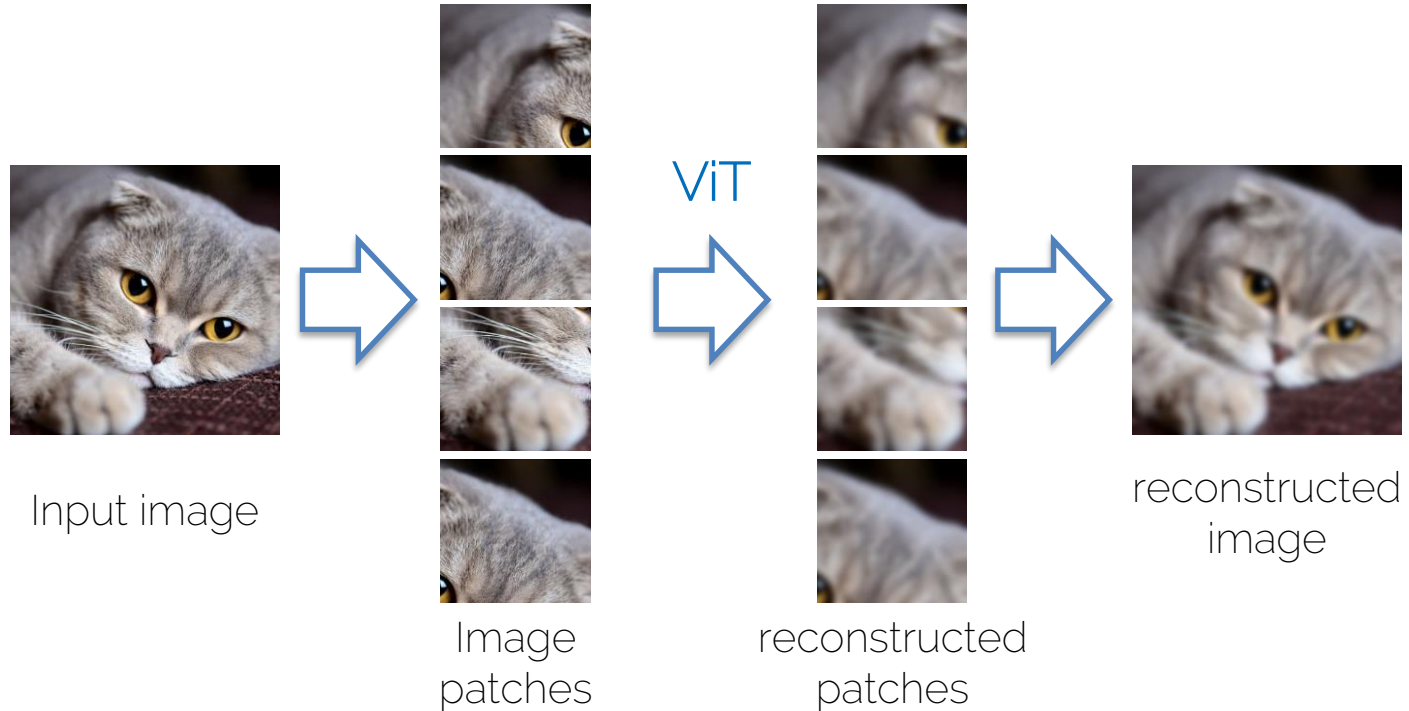 ViT
Input image
Image
patches
reconstructed
patches
reconstructed
image